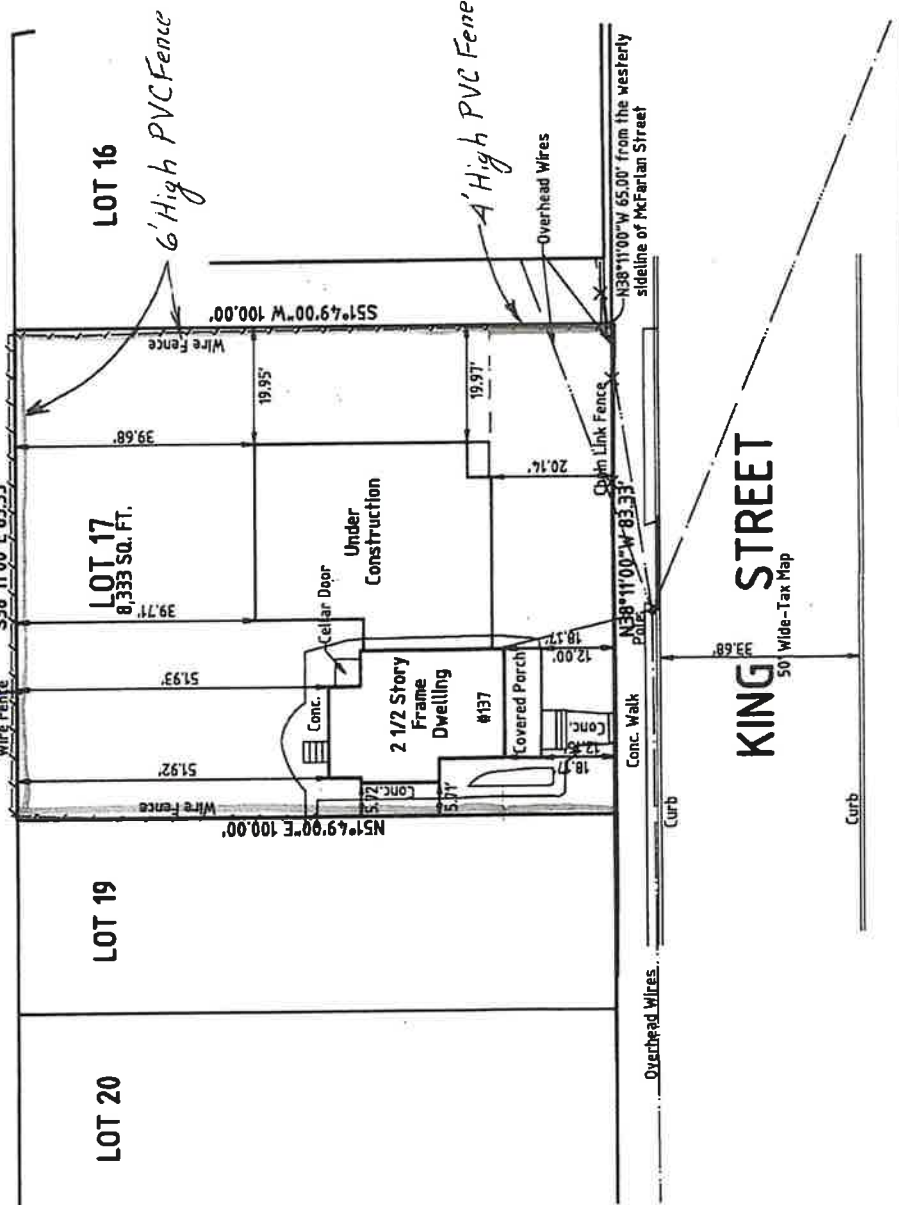 6' High PVC Fence
LOT 16
4' High PVC Fene
Overhead Wires
N38°11'00"W 65.00' from the westerly
sideline of McFarlan Street
S51°49'00"W 100.00'
Wire Fence
19.95'
19.97'
39.68'
20.14'
Chain Link Fence
LOT 17
8,333 SQ. FT.
Under
Construction
39.71'
Cellar Door
N38°11'00"W 83.33'
Pole
18.17'
12.00'
51.93'
Conc.
2 1/2 Story
Frame
Dwelling
#137
Covered Porch
Conc.
12.16'
18.17'
Conc. Walk
51.92'
Conc.
5.72'
5.71'
Wire Fence
Wire Fence
N51°49'00"E 100.00'
KING STREET
50' Wide-Tax Map
33.68'
Curb
Curb
LOT 19
LOT 20
Overhead Wires